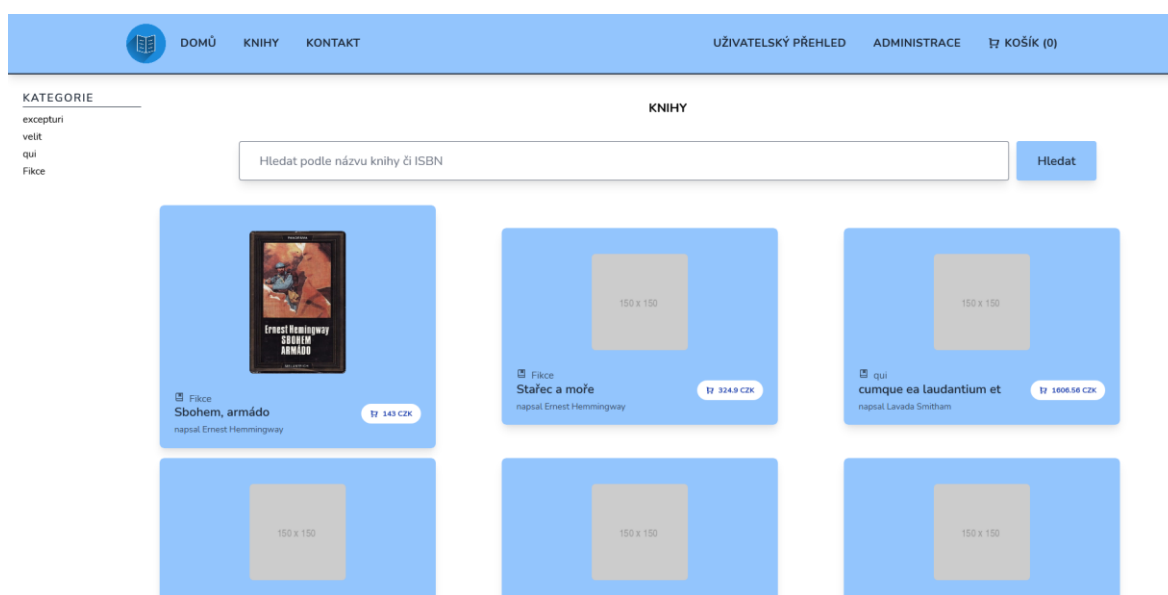 DOMŮ KNIHY KONTAKT UŽIVATELSKÝ PŘEHLED ADMINISTRACE KOŠÍK (0)
KATEGORIE
excepturi
velit
qui
Fikce
KNIHY
Hledat podle názvu knihy či ISBN Hledat
Ernest Hemingway
SBOHEM
ARMÁDO
Fikce
Sbohem, armádo 143 CZK
napsal Ernest Hemmingway
150 x 150
Fikce
Stařec a moře 324.9 CZK
napsal Ernest Hemmingway
150 x 150
qui
cumque ea laudantium et 1606.56 CZK
napsal Lavada Smitham
150 x 150
150 x 150
150 x 150